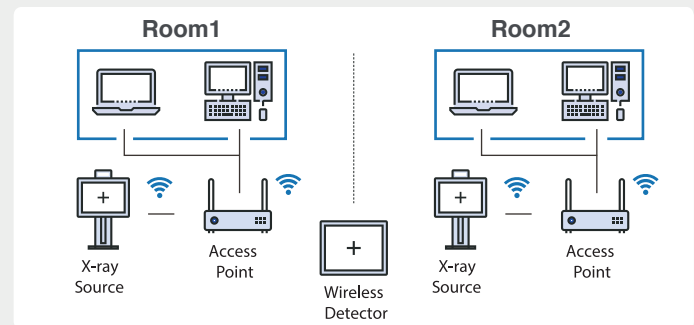 Room1
Room2
X-ray
Source
Access
Point
Wireless
Detector
X-ray
Source
Access
Point